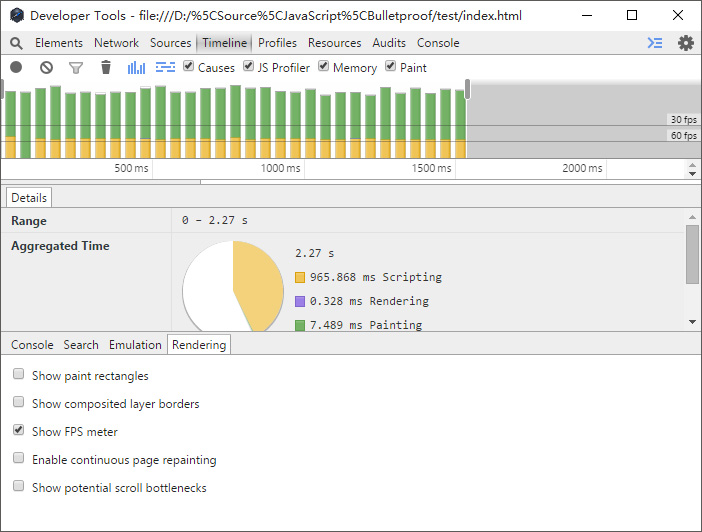 Developer Tools - file:///D:/%5CSource%5CJavaScript%5CBulletproof/test/index.html
Elements Network Sources Timeline Profiles Resources Audits Console
Causes JS Profiler Memory Paint
30 fps
60 fps
500 ms 1000 ms 1500 ms 2000 ms
Details
Range 0 – 2.27 s
Aggregated Time
2.27 s
965.868 ms Scripting
0.328 ms Rendering
7.489 ms Painting
Console Search Emulation Rendering
Show paint rectangles
Show composited layer borders
Show FPS meter
Enable continuous page repainting
Show potential scroll bottlenecks